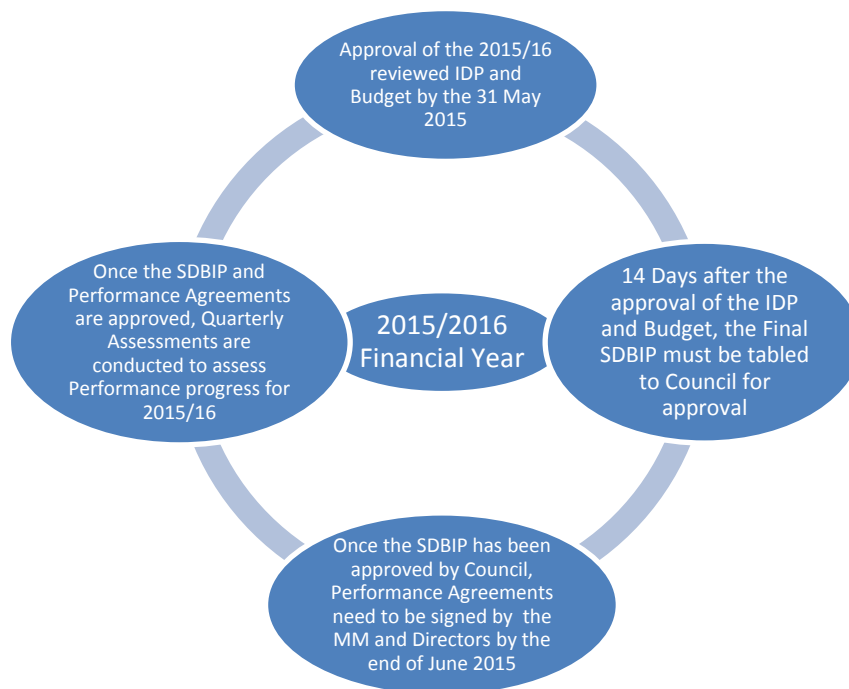 Approval of the 2015/16
reviewed IDP and
Budget by the 31 May
2015
14 Days after the
approval of the IDP
and Budget, the Final
SDBIP must be tabled
to Council for
approval
Once the SDBIP has been
approved by Council,
Performance Agreements
need to be signed by the
MM and Directors by the
end of June 2015
Once the SDBIP and
Performance Agreements
are approved, Quarterly
Assessments are
conducted to assess
Performance progress for
2015/16
2015/2016
Financial Year